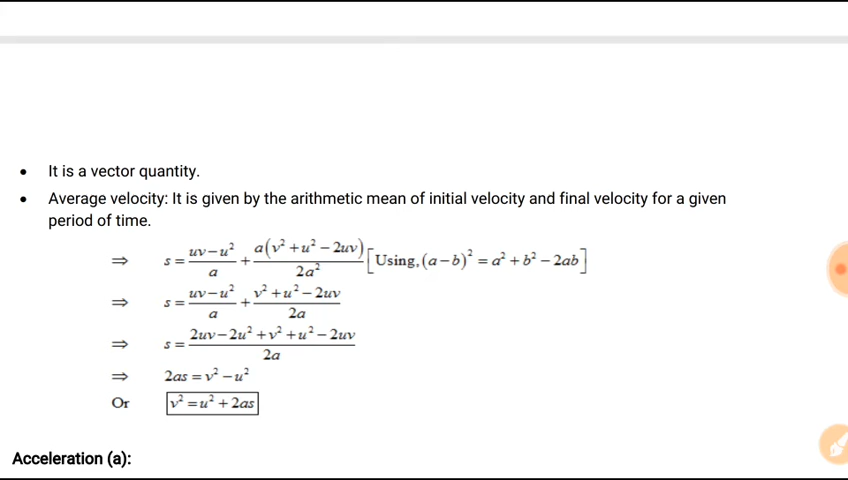 • It is a vector quantity.
• Average velocity: It is given by the arithmetic mean of initial velocity and final velocity for a given
period of time.
⇒ s = (uv − u²)/a + a(v² + u² − 2uv)/2a² [Using, (a − b)² = a² + b² − 2ab]
⇒ s = (uv − u²)/a + (v² + u² − 2uv)/2a
⇒ s = (2uv − 2u² + v² + u² − 2uv)/2a
⇒ 2as = v² − u²
Or v² = u² + 2as
Acceleration (a):